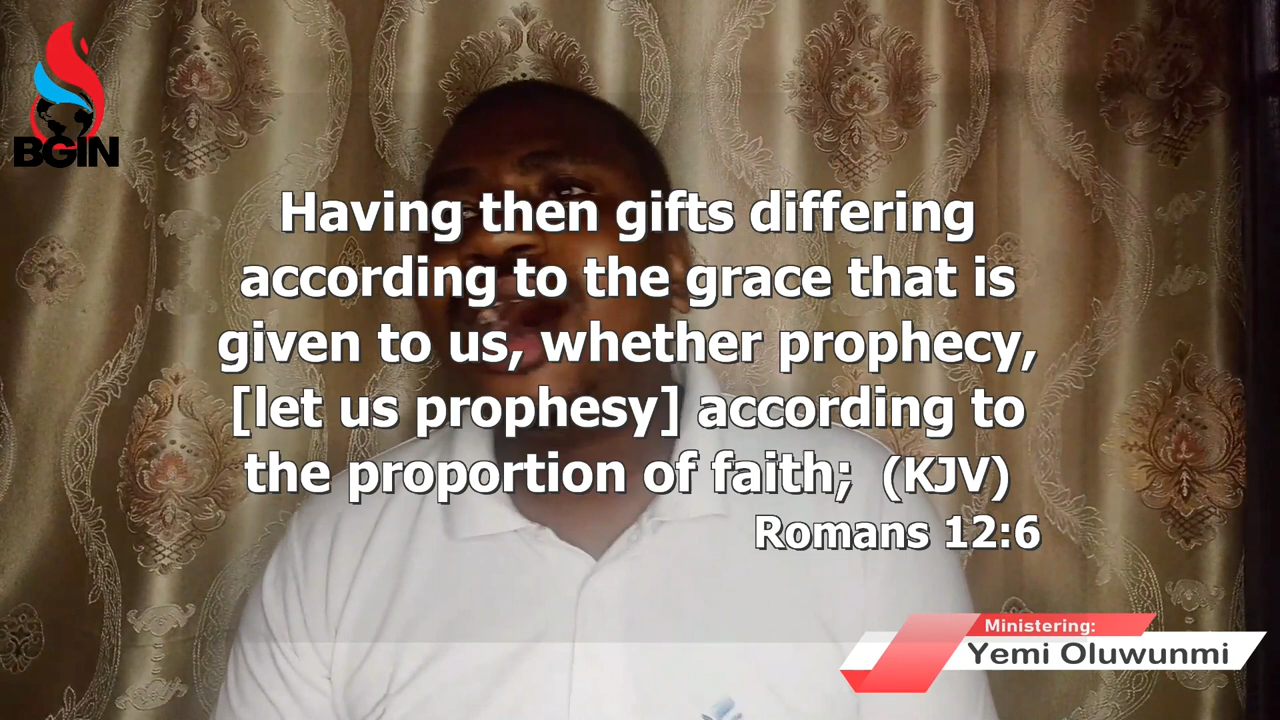 BGIN
Having then gifts differing
according to the grace that is
given to us, whether prophecy,
[let us prophesy] according to
the proportion of faith;  (KJV)
Romans 12:6
Ministering:
Yemi Oluwunmi